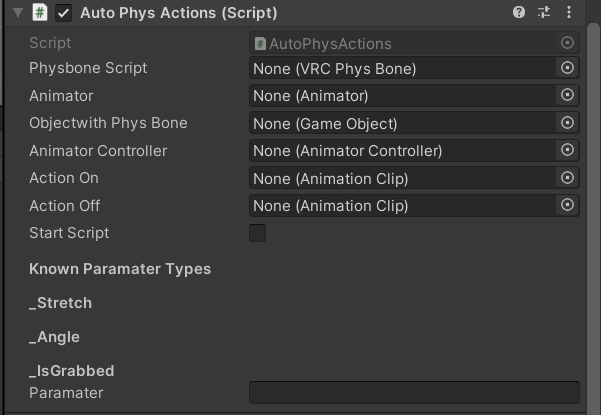 Auto Phys Actions (Script)
Script AutoPhysActions
Physbone Script None (VRC Phys Bone)
Animator None (Animator)
Objectwith Phys Bone None (Game Object)
Animator Controller None (Animator Controller)
Action On None (Animation Clip)
Action Off None (Animation Clip)
Start Script
Known Paramater Types
_Stretch
_Angle
_IsGrabbed
Paramater